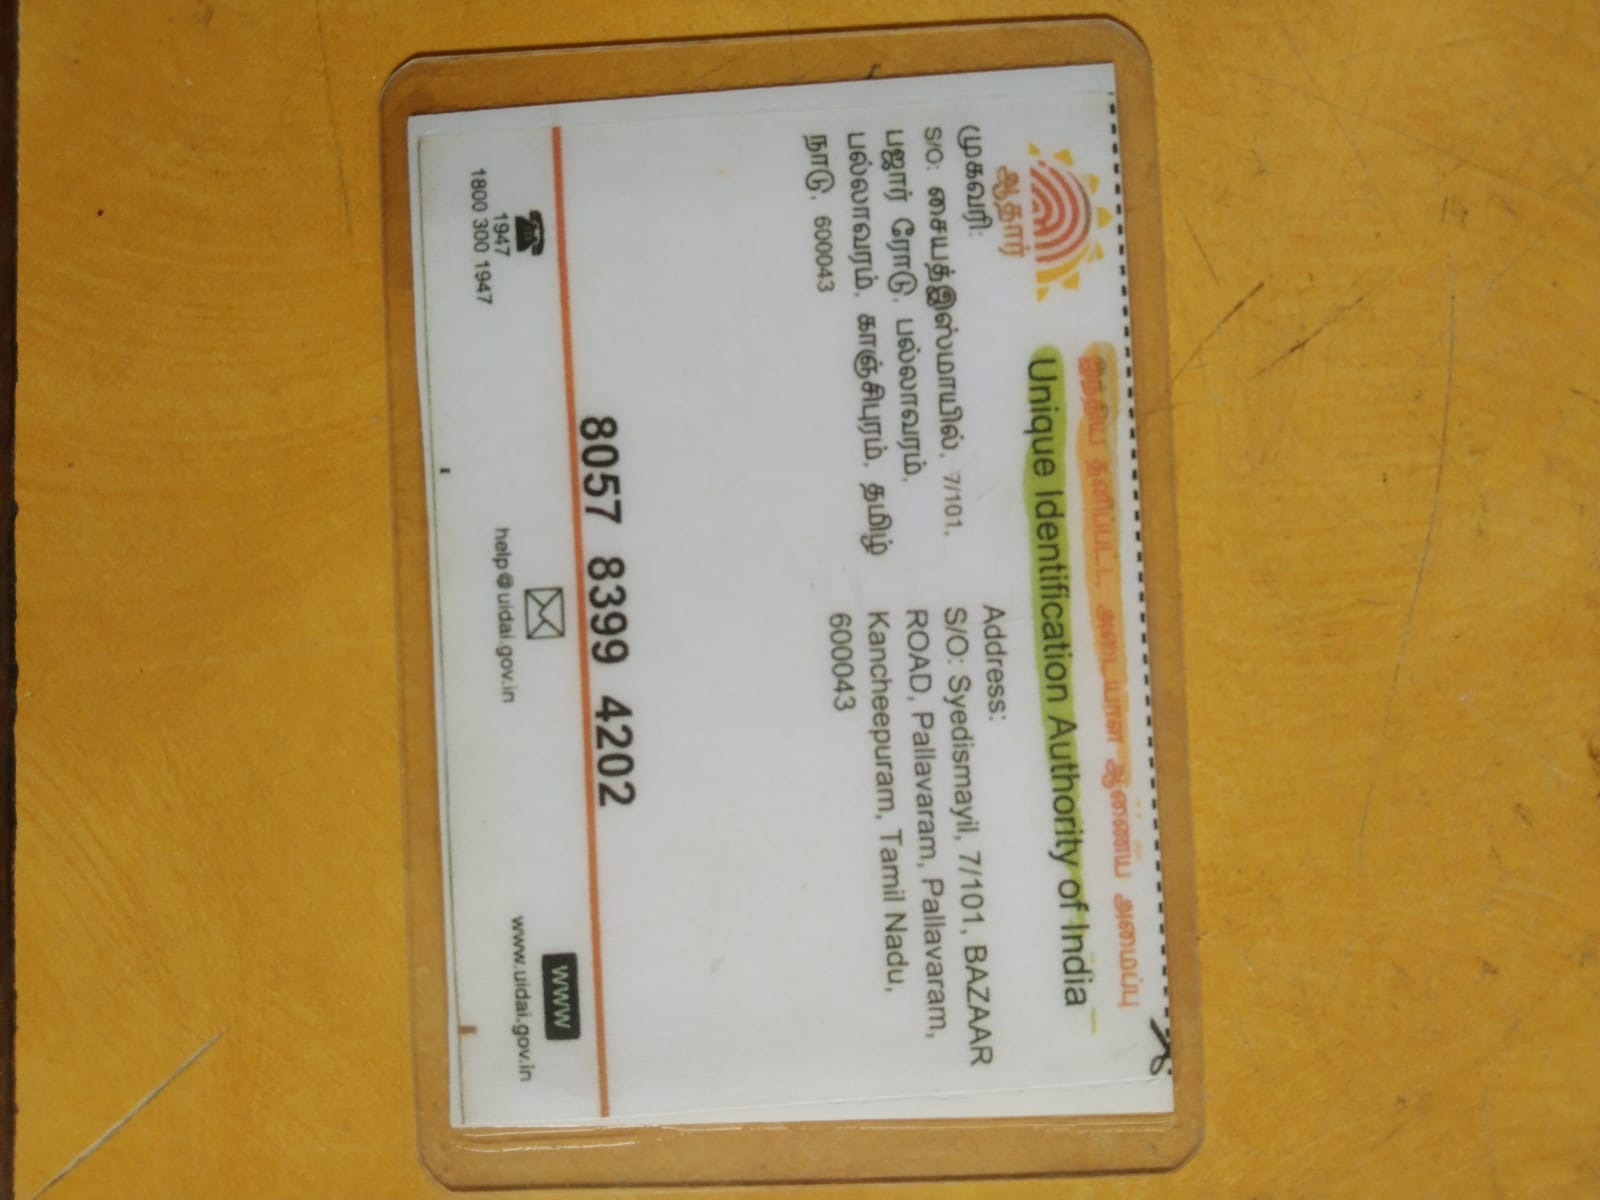 இந்திய தனிப்பட்ட அடையாள ஆணைய அமைப்பு
Unique Identification Authority of India
ஆதார்
முகவரி:
S/O: சையத்இஸ்மாயில், 7/101,
பஜார் ரோடு, பல்லாவரம்,
பல்லாவரம், காஞ்சிபுரம், தமிழ்
நாடு, 600043
Address:
S/O: Syedismayil, 7/101, BAZAAR
ROAD, Pallavaram, Pallavaram,
Kancheepuram, Tamil Nadu,
600043
8057 8399 4202
1947
1800 300 1947
help@uidai.gov.in
WWW
www.uidai.gov.in